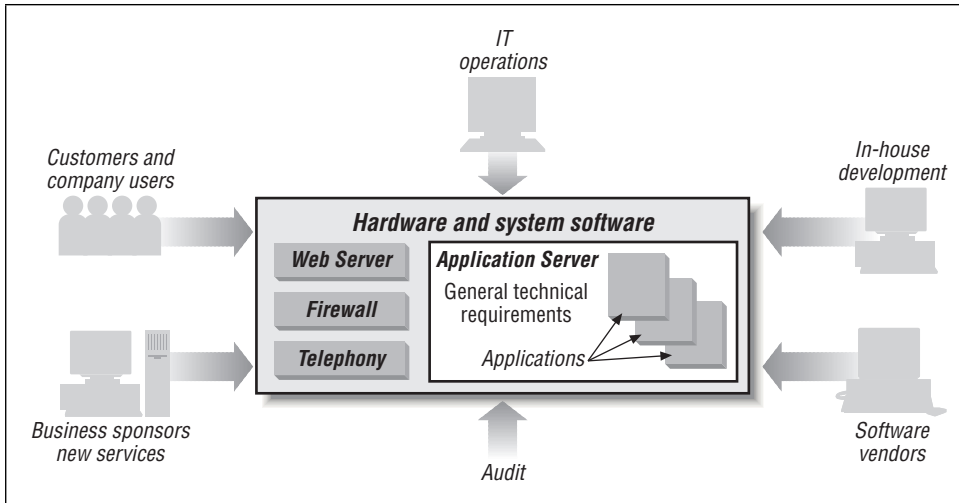 IT
operations
Customers and
company users
In-house
development
Hardware and system software
Web Server
Firewall
Telephony
Application Server
General technical
requirements
Applications
Business sponsors
new services
Audit
Software
vendors